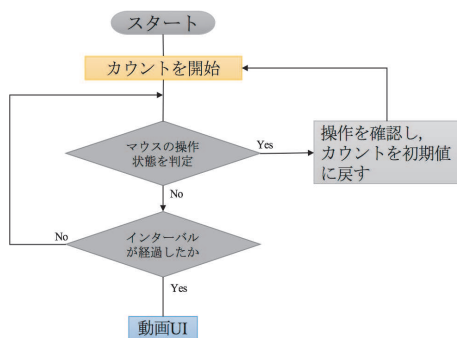 スタート
カウントを開始
マウスの操作
状態を判定
Yes
操作を確認し,
カウントを初期値
に戻す
No
インターバル
が経過したか
No
Yes
動画UI